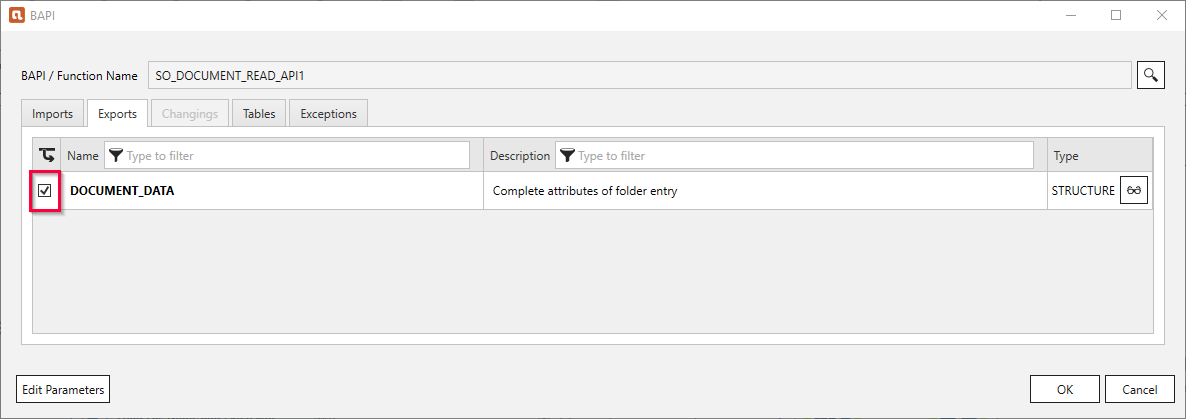 BAPI
BAPI / Function Name SO_DOCUMENT_READ_API1
Imports Exports Changings Tables Exceptions
Name Type to filter Description Type to filter Type
DOCUMENT_DATA Complete attributes of folder entry STRUCTURE
Edit Parameters OK Cancel